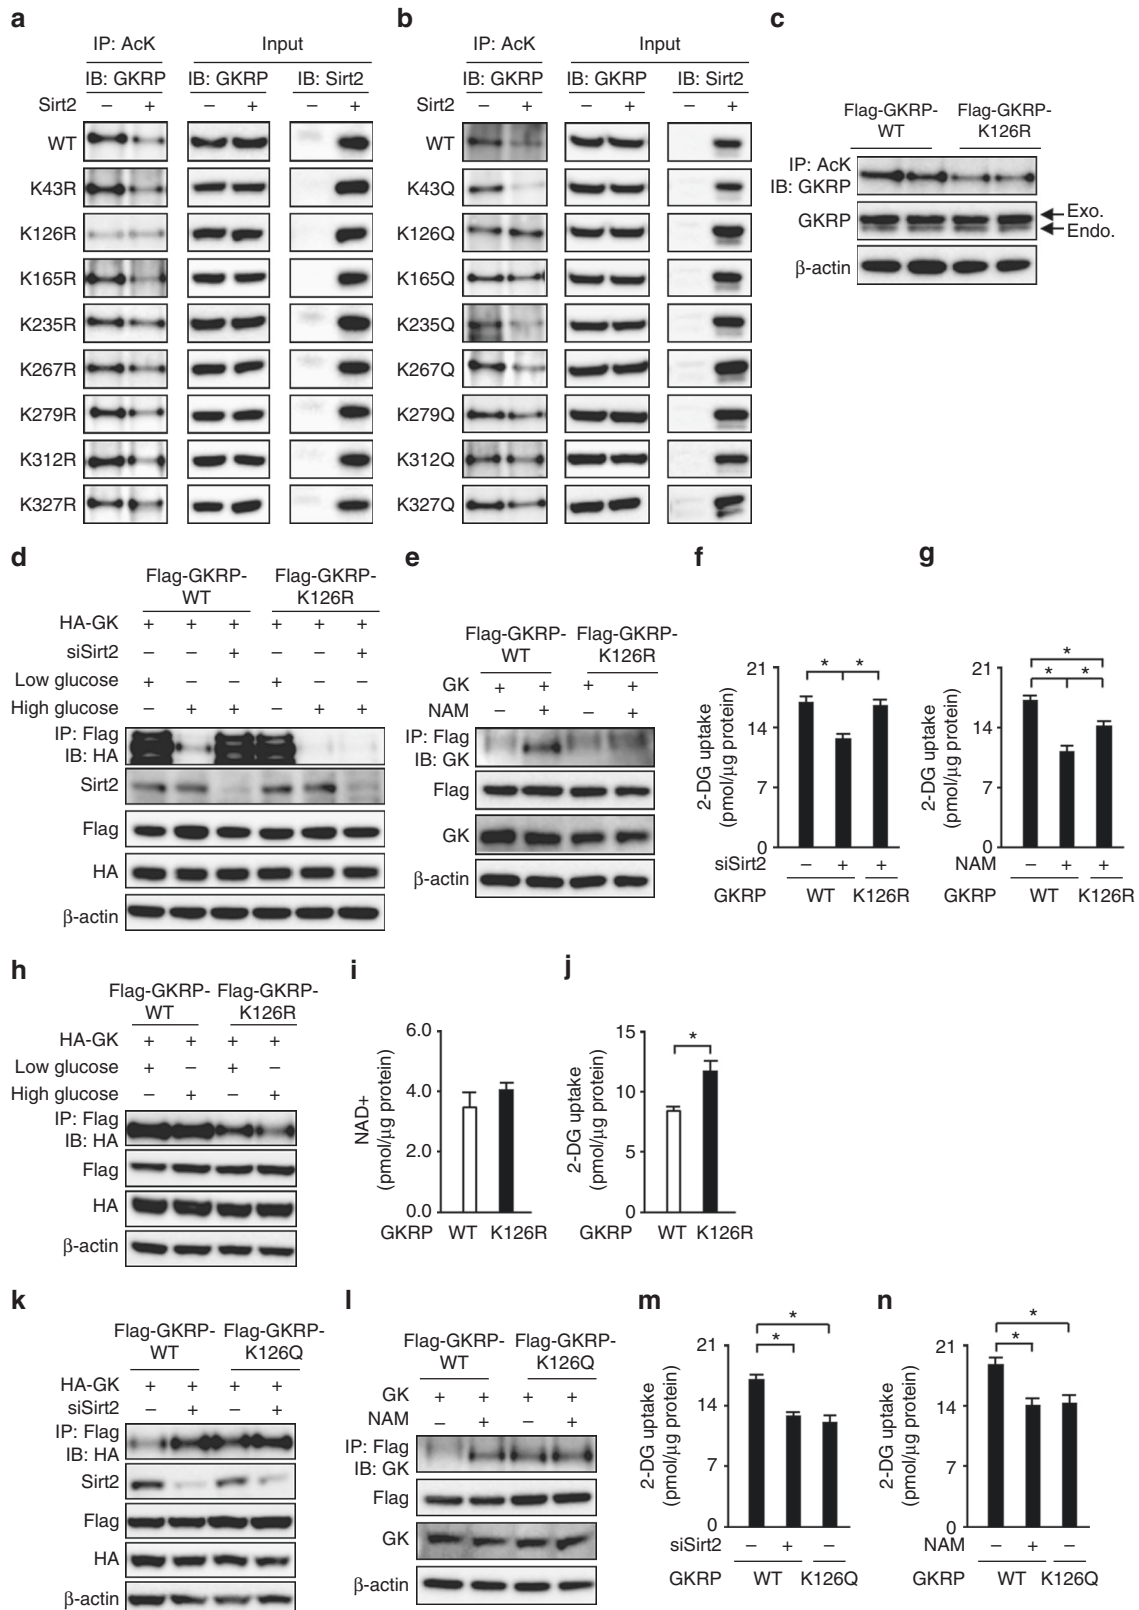 a
IP: AcK Input
IB: GKRP IB: GKRP IB: Sirt2
Sirt2 – + – + – +
WT
K43R
K126R
K165R
K235R
K267R
K279R
K312R
K327R
b
IP: AcK Input
IB: GKRP IB: GKRP IB: Sirt2
Sirt2 – + – + – +
WT
K43Q
K126Q
K165Q
K235Q
K267Q
K279Q
K312Q
K327Q
c
Flag-GKRP-
WT K126R
IP: AcK
IB: GKRP
GKRP Exo.
Endo.
β-actin
d
Flag-GKRP- Flag-GKRP-
WT K126R
HA-GK + + + + + +
siSirt2 – – + – – +
Low glucose + – – + – –
High glucose – + + – + +
IP: Flag
IB: HA
Sirt2
Flag
HA
β-actin
e
Flag-GKRP- Flag-GKRP-
WT K126R
GK + + + +
NAM – + – +
IP: Flag
IB: GK
Flag
GK
β-actin
f
2-DG uptake
(pmol/μg protein)
21
14
7
0
* *
siSirt2 – + +
GKRP WT K126R
g
2-DG uptake
(pmol/μg protein)
21
14
7
0
*
* *
NAM – + +
GKRP WT K126R
h
Flag-GKRP- Flag-GKRP-
WT K126R
HA-GK + + + +
Low glucose + – + –
High glucose – + – +
IP: Flag
IB: HA
Flag
HA
β-actin
i
NAD+
(pmol/μg protein)
6.0
4.0
2.0
0.0
GKRP WT K126R
j
2-DG uptake
(pmol/μg protein)
15
10
5
0
*
GKRP WT K126R
k
Flag-GKRP- Flag-GKRP-
WT K126Q
HA-GK + + + +
siSirt2 – + – +
IP: Flag
IB: HA
Sirt2
Flag
HA
β-actin
l
Flag-GKRP- Flag-GKRP-
WT K126Q
GK + + + +
NAM – + – +
IP: Flag
IB: GK
Flag
GK
β-actin
m
2-DG uptake
(pmol/μg protein)
21
14
7
0
*
*
siSirt2 – + –
GKRP WT K126Q
n
2-DG uptake
(pmol/μg protein)
21
14
7
0
*
*
NAM – + –
GKRP WT K126Q